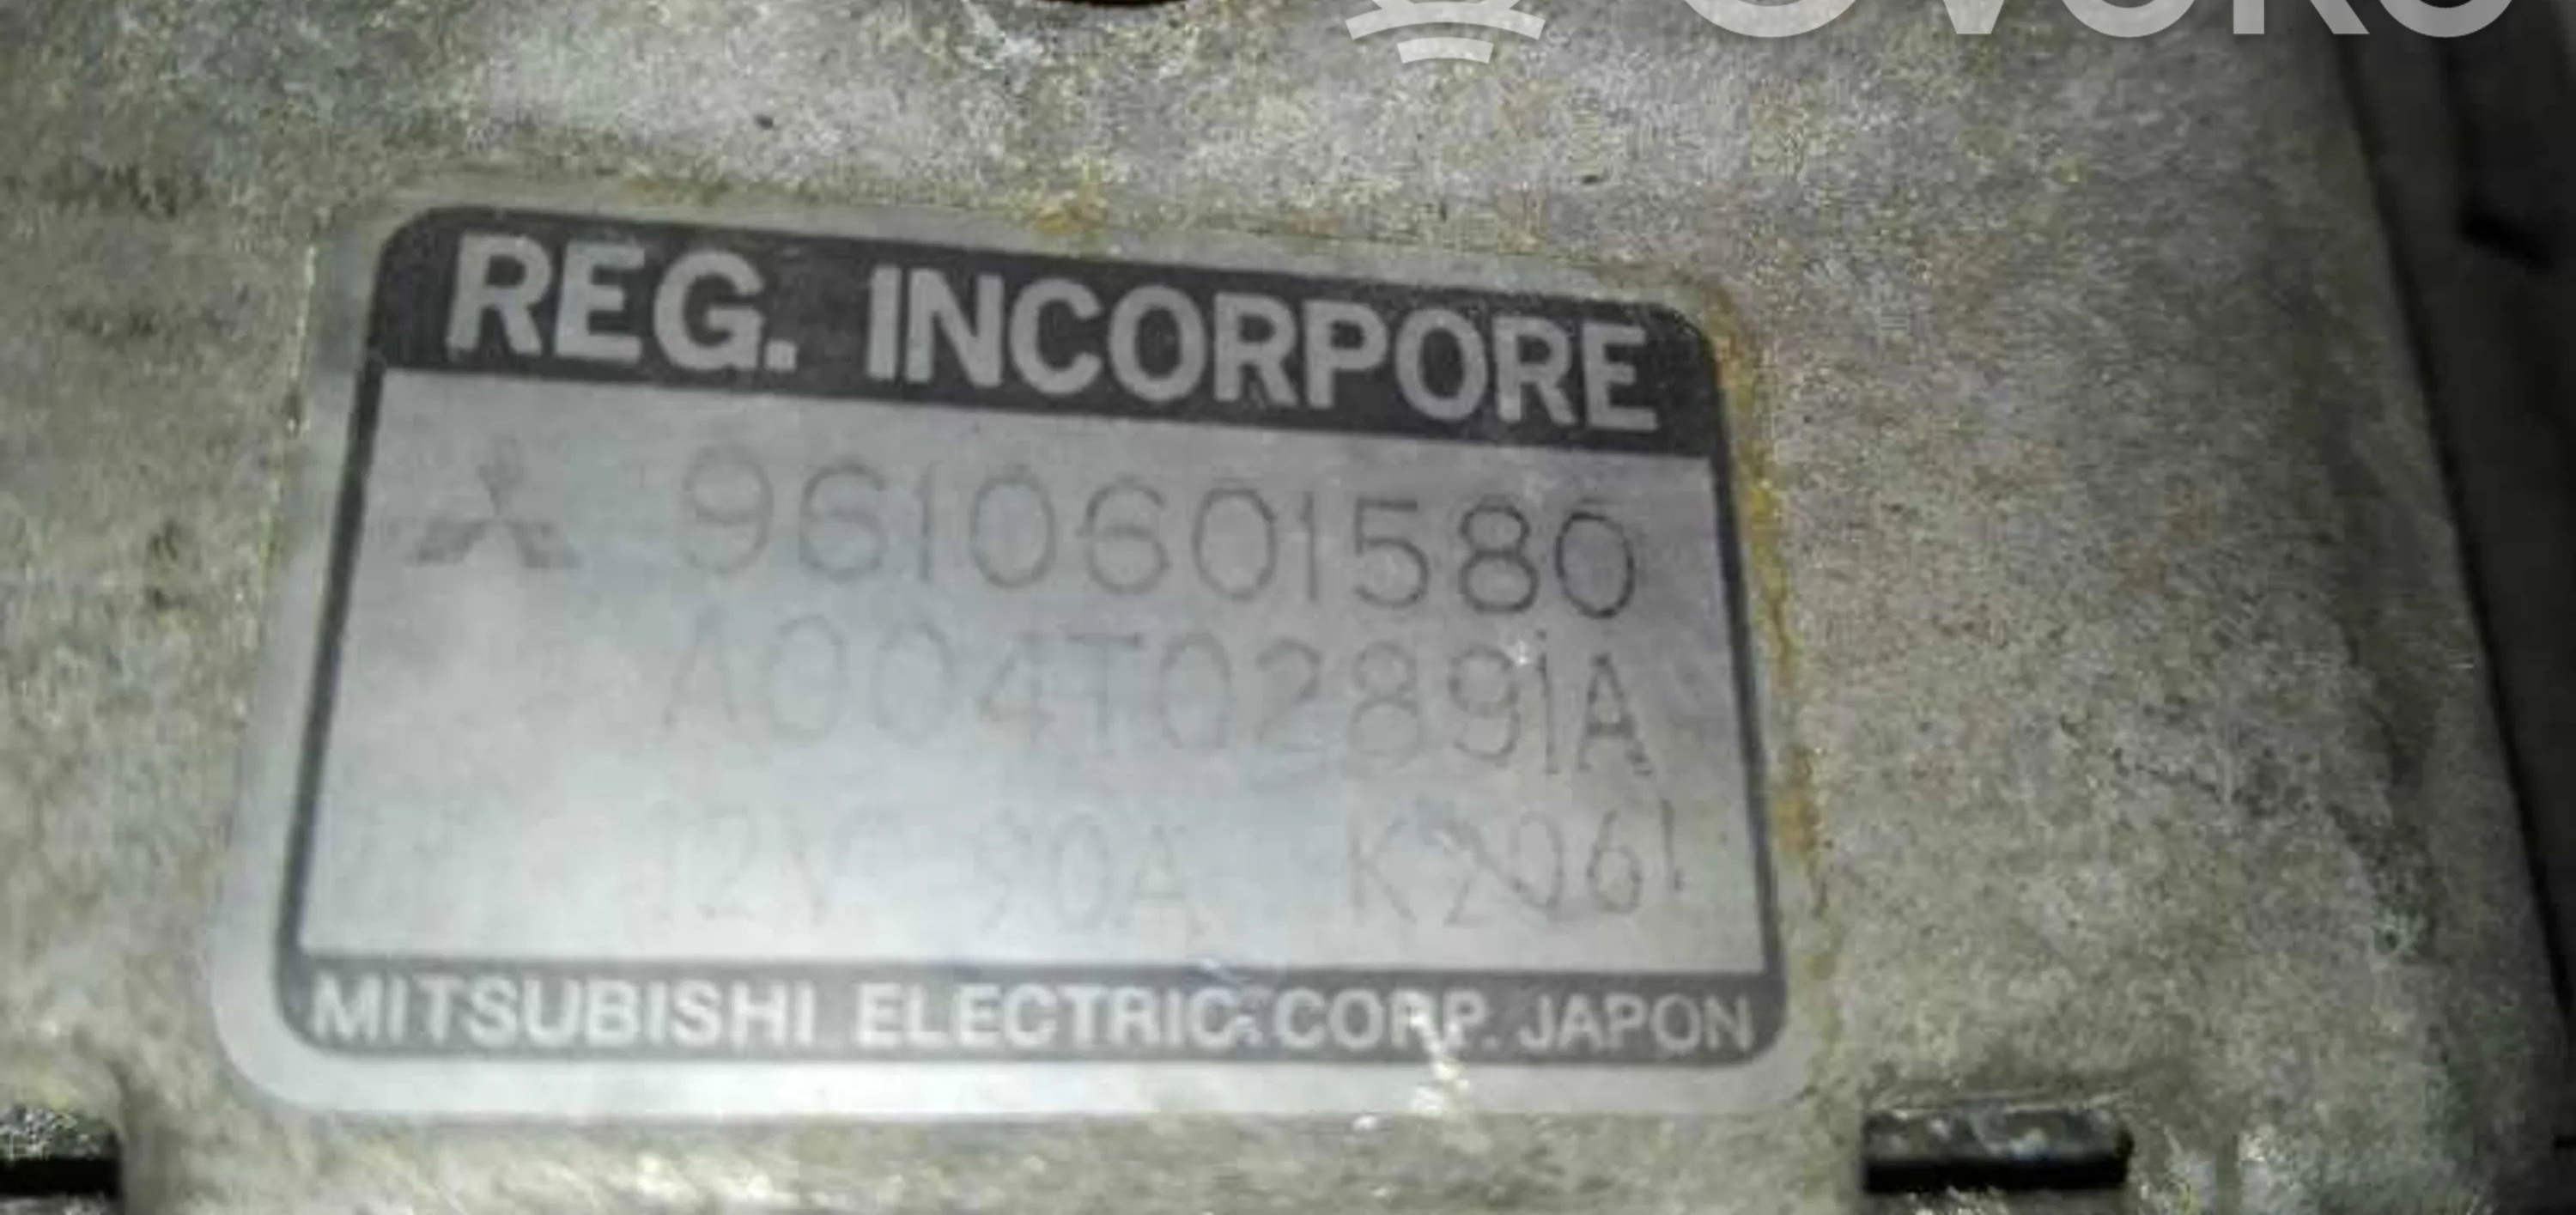 REG. INCORPORE
9610601580
A004T02891A
12V 90A K2061
MITSUBISHI ELECTRIC CORP. JAPON